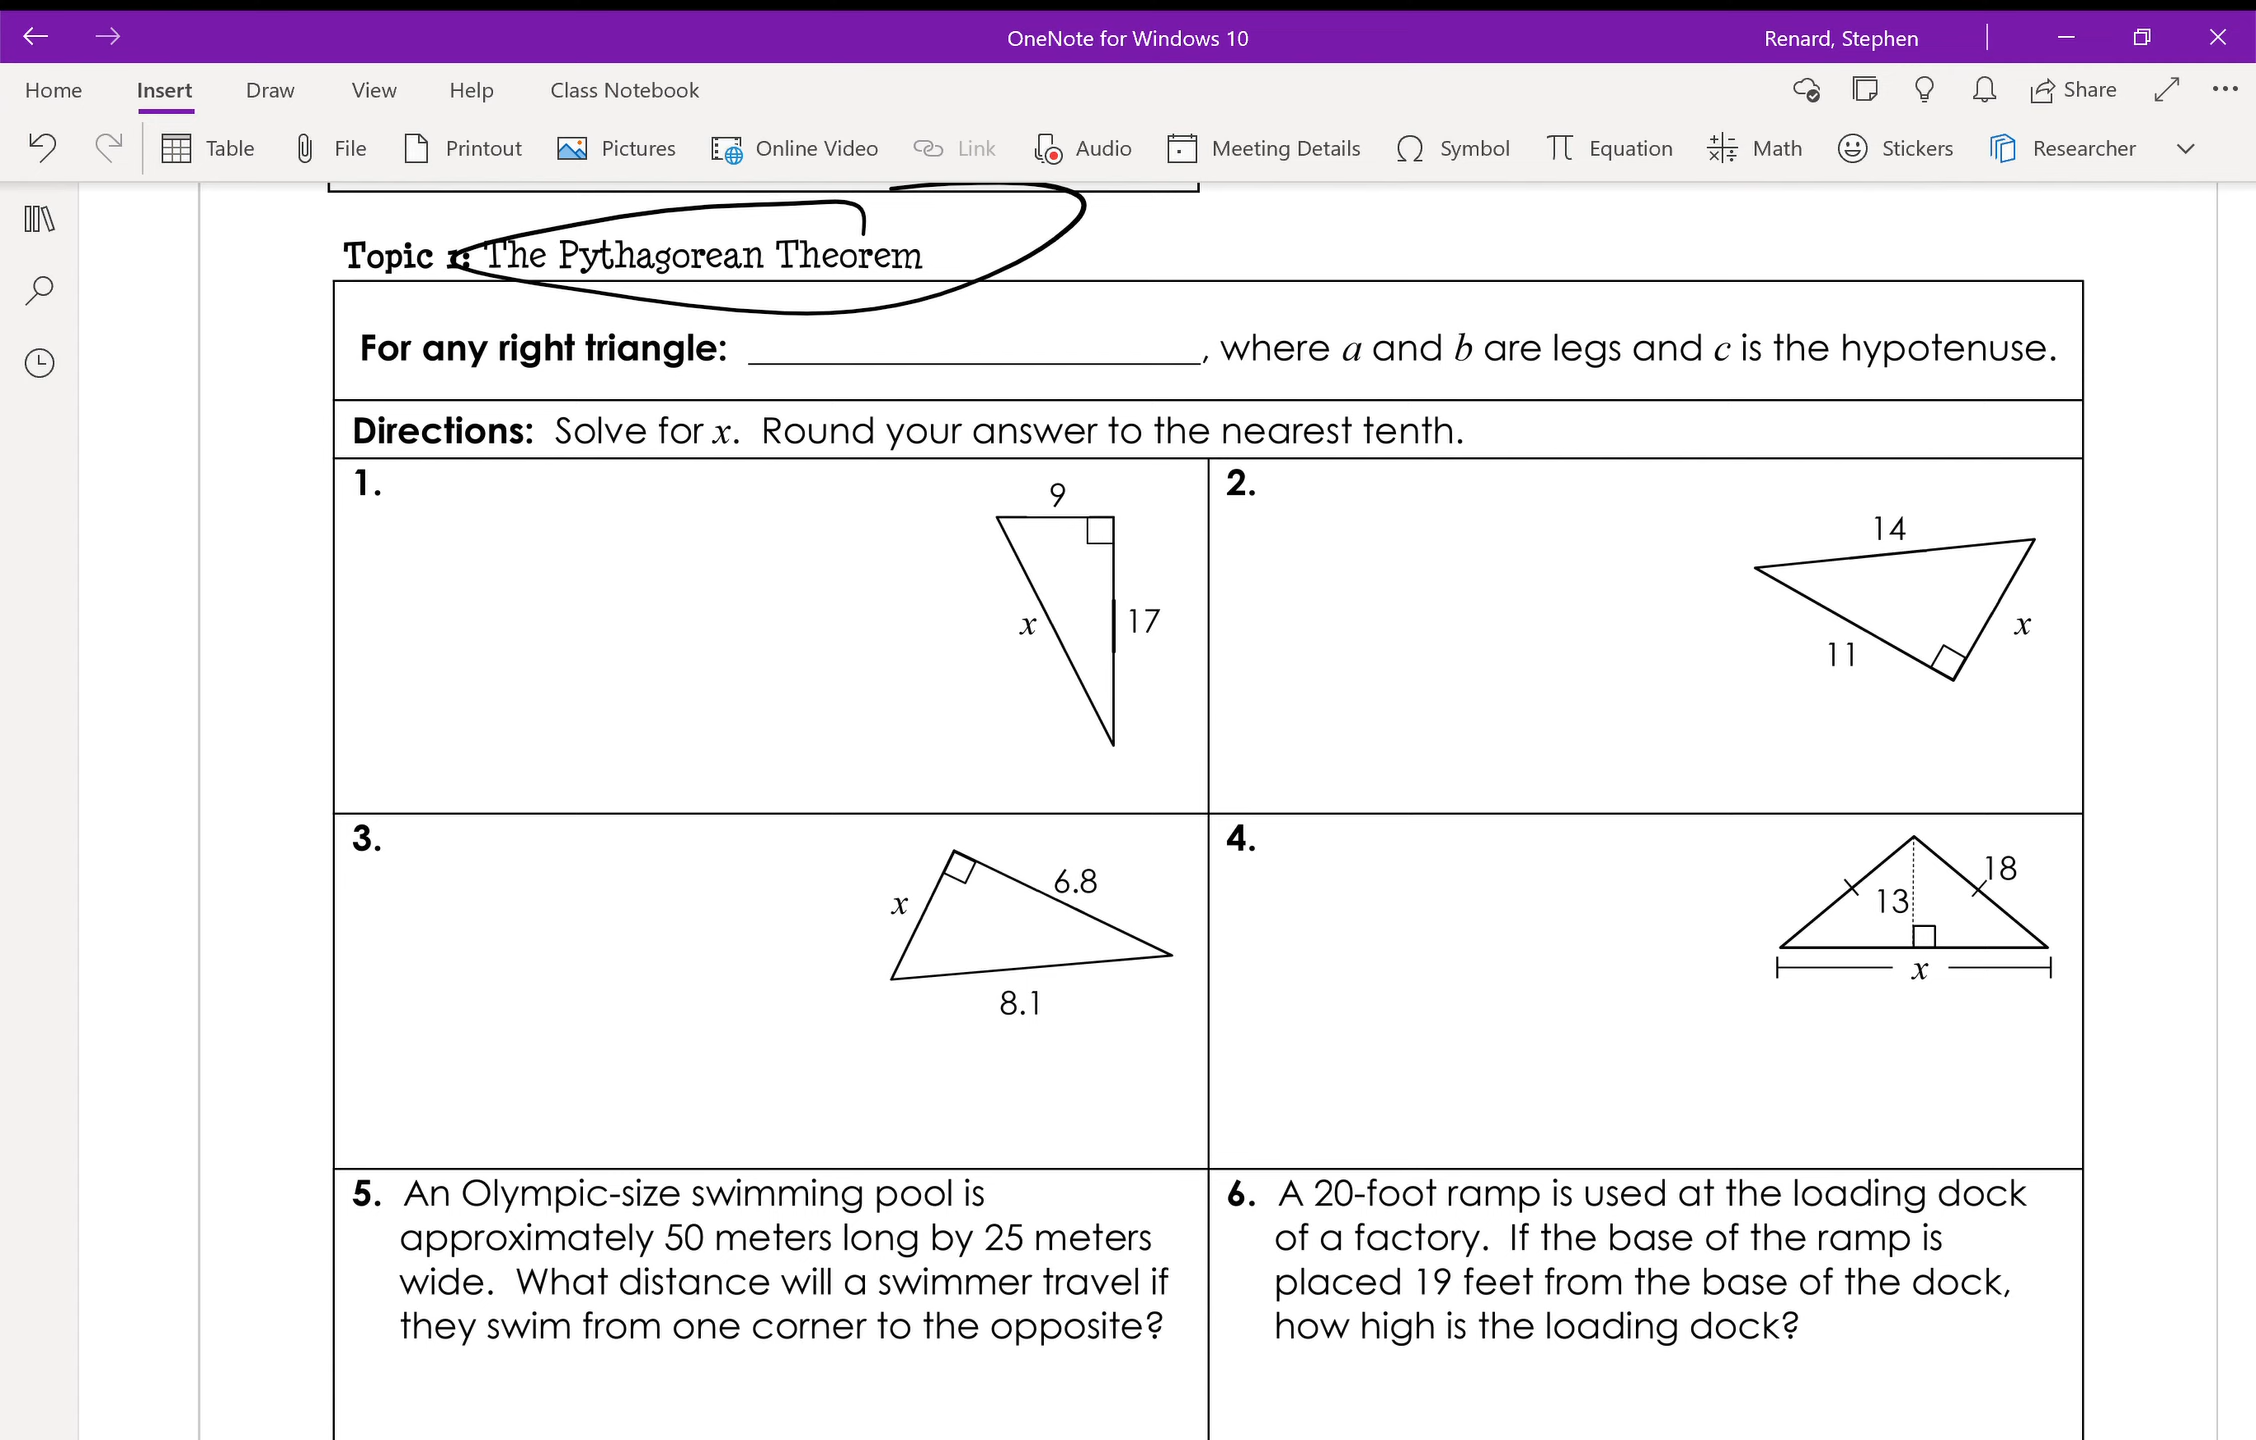 OneNote for Windows 10
Renard, Stephen
Home Insert Draw View Help Class Notebook Share
Table File Printout Pictures Online Video Link Audio Meeting Details Symbol Equation Math Stickers Researcher
Topic 1: The Pythagorean Theorem
For any right triangle: ____________________, where a and b are legs and c is the hypotenuse.
Directions: Solve for x. Round your answer to the nearest tenth.
1.
9
x
17
2.
14
11
x
3.
x
6.8
8.1
4.
13
18
x
5. An Olympic-size swimming pool is
approximately 50 meters long by 25 meters
wide. What distance will a swimmer travel if
they swim from one corner to the opposite?
6. A 20-foot ramp is used at the loading dock
of a factory. If the base of the ramp is
placed 19 feet from the base of the dock,
how high is the loading dock?